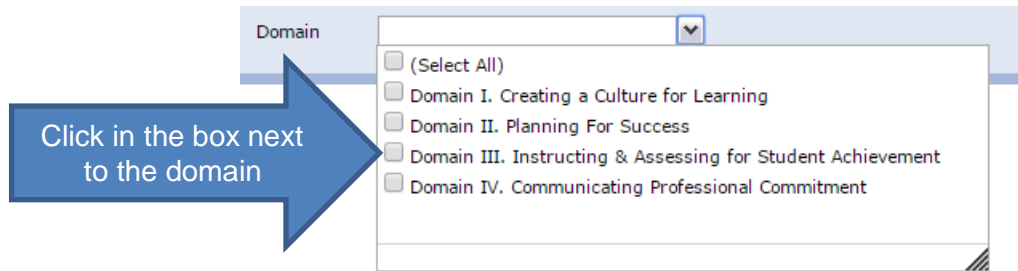 Domain
(Select All)
Domain I. Creating a Culture for Learning
Domain II. Planning For Success
Domain III. Instructing & Assessing for Student Achievement
Domain IV. Communicating Professional Commitment
Click in the box next
to the domain